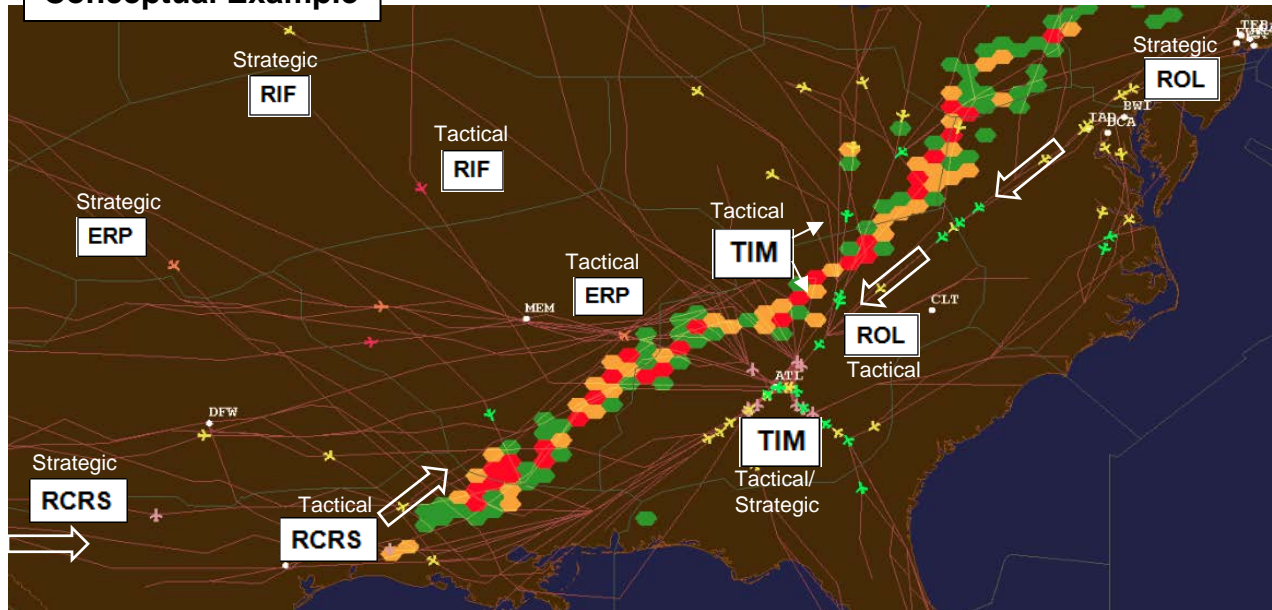 Conceptual Example
Strategic
RIF
Strategic
ROL
BWI
DCA
Tactical
RIF
Strategic
ERP
Tactical
TIM
Tactical
ERP
MEM
CLT
ROL
Tactical
ATL
DFW
TIM
Tactical/
Strategic
Strategic
RCRS
Tactical
RCRS